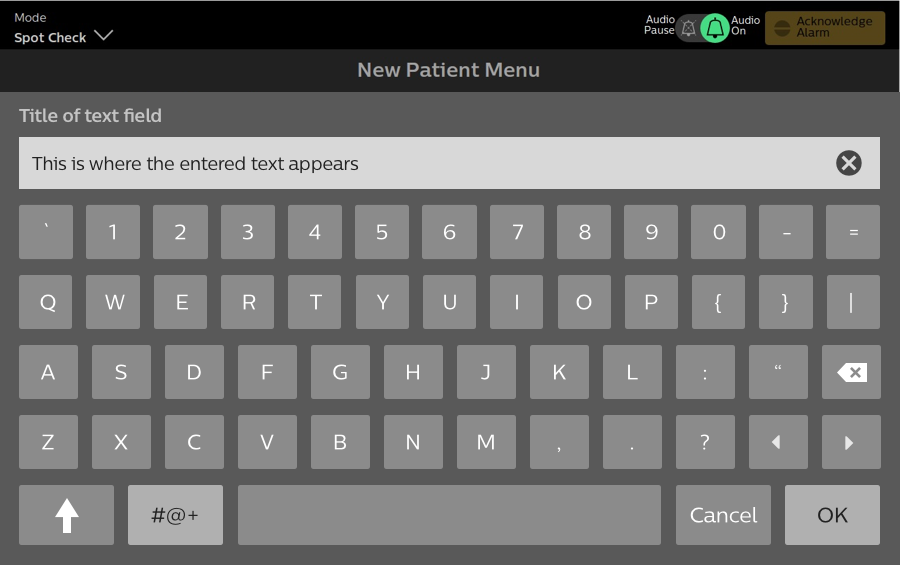 Mode
Spot Check
Audio
Pause
Audio
On
Acknowledge
Alarm
New Patient Menu
Title of text field
This is where the entered text appears
` 1 2 3 4 5 6 7 8 9 0 - =
Q W E R T Y U I O P { } |
A S D F G H J K L : “
Z X C V B N M , . ?
#@+ Cancel OK